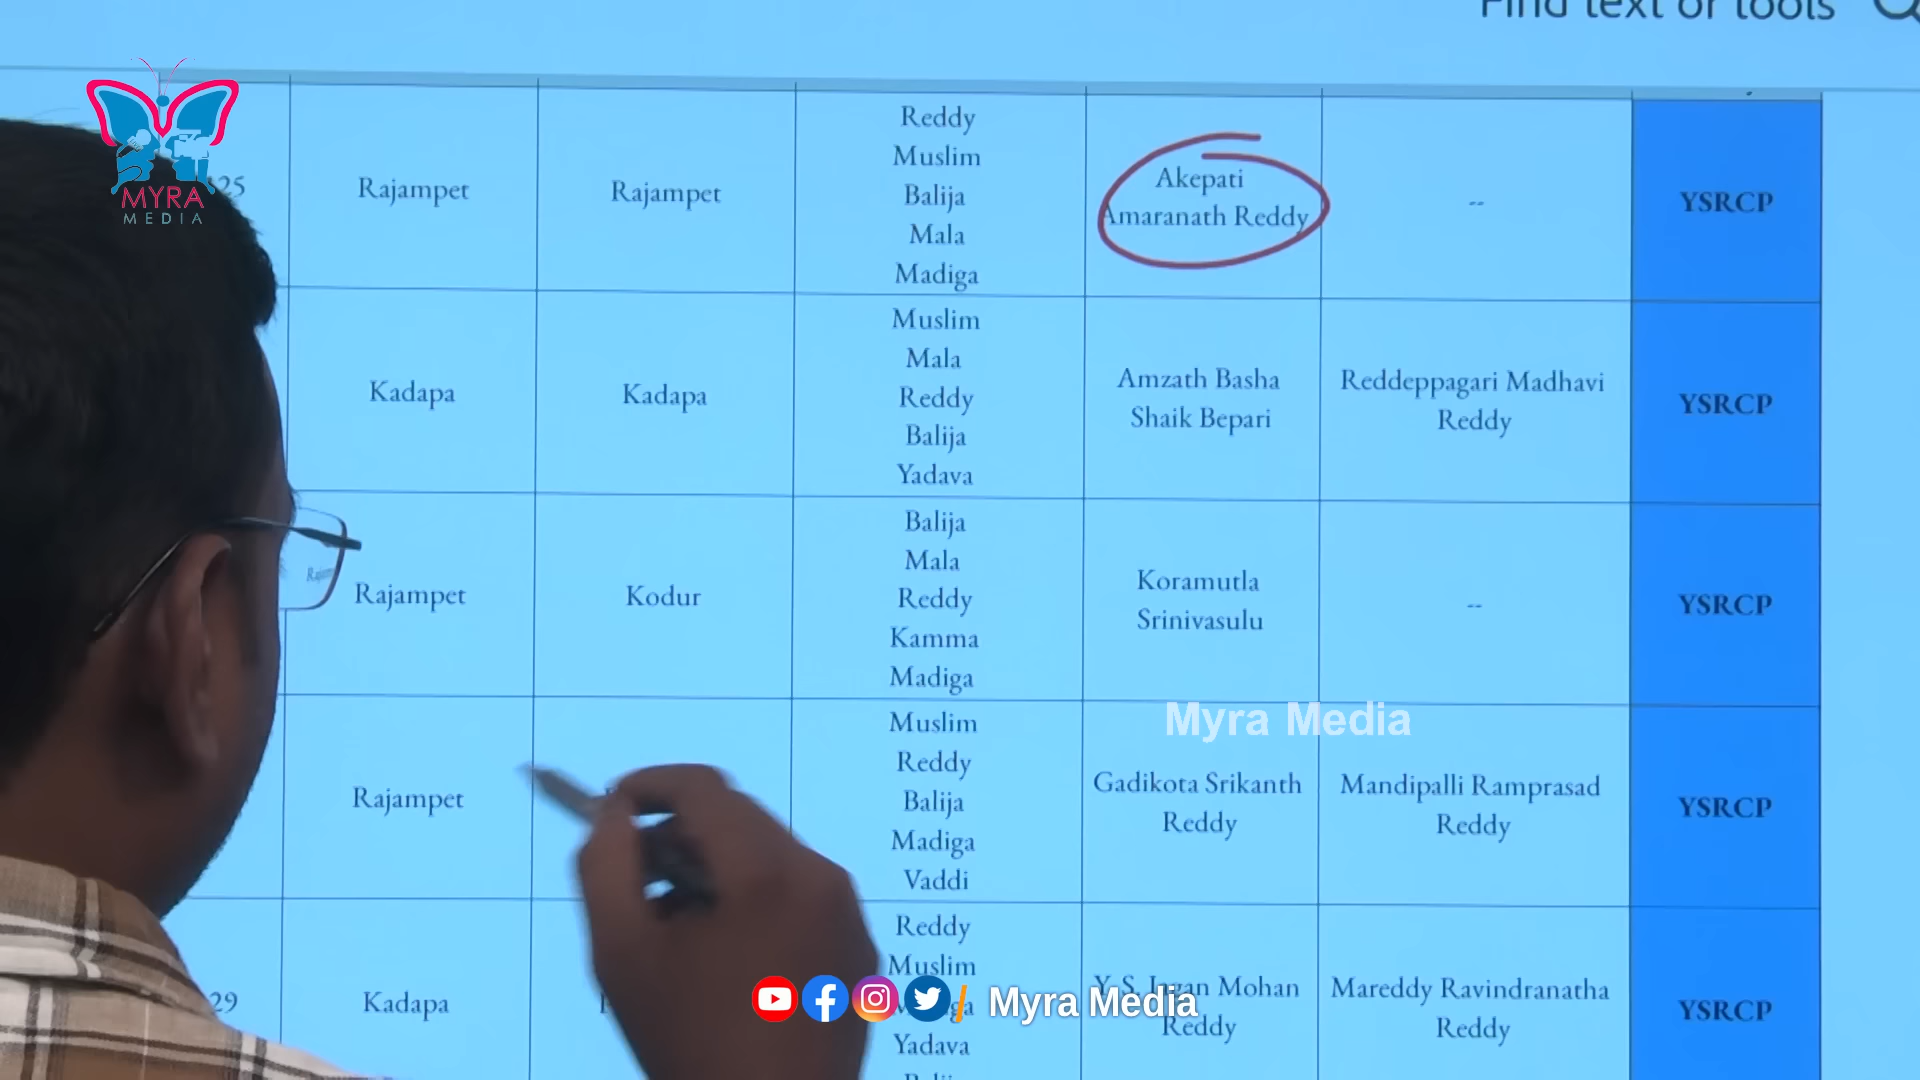 Find text or tools
MYRA
MEDIA
25
Rajampet
Rajampet
Reddy
Muslim
Balija
Mala
Madiga
Akepati
Amaranath Reddy
--
YSRCP
Kadapa
Kadapa
Muslim
Mala
Reddy
Balija
Yadava
Amzath Basha
Shaik Bepari
Reddeppagari Madhavi
Reddy
YSRCP
Rajampet
Kodur
Balija
Mala
Reddy
Kamma
Madiga
Koramutla
Srinivasulu
--
YSRCP
Rajampet
Muslim
Reddy
Balija
Madiga
Vaddi
Gadikota Srikanth
Reddy
Mandipalli Ramprasad
Reddy
YSRCP
Myra Media
29
Kadapa
Reddy
Muslim
Yadava
Y.S. Jagan Mohan
Reddy
Mareddy Ravindranatha
Reddy
YSRCP
/ Myra Media